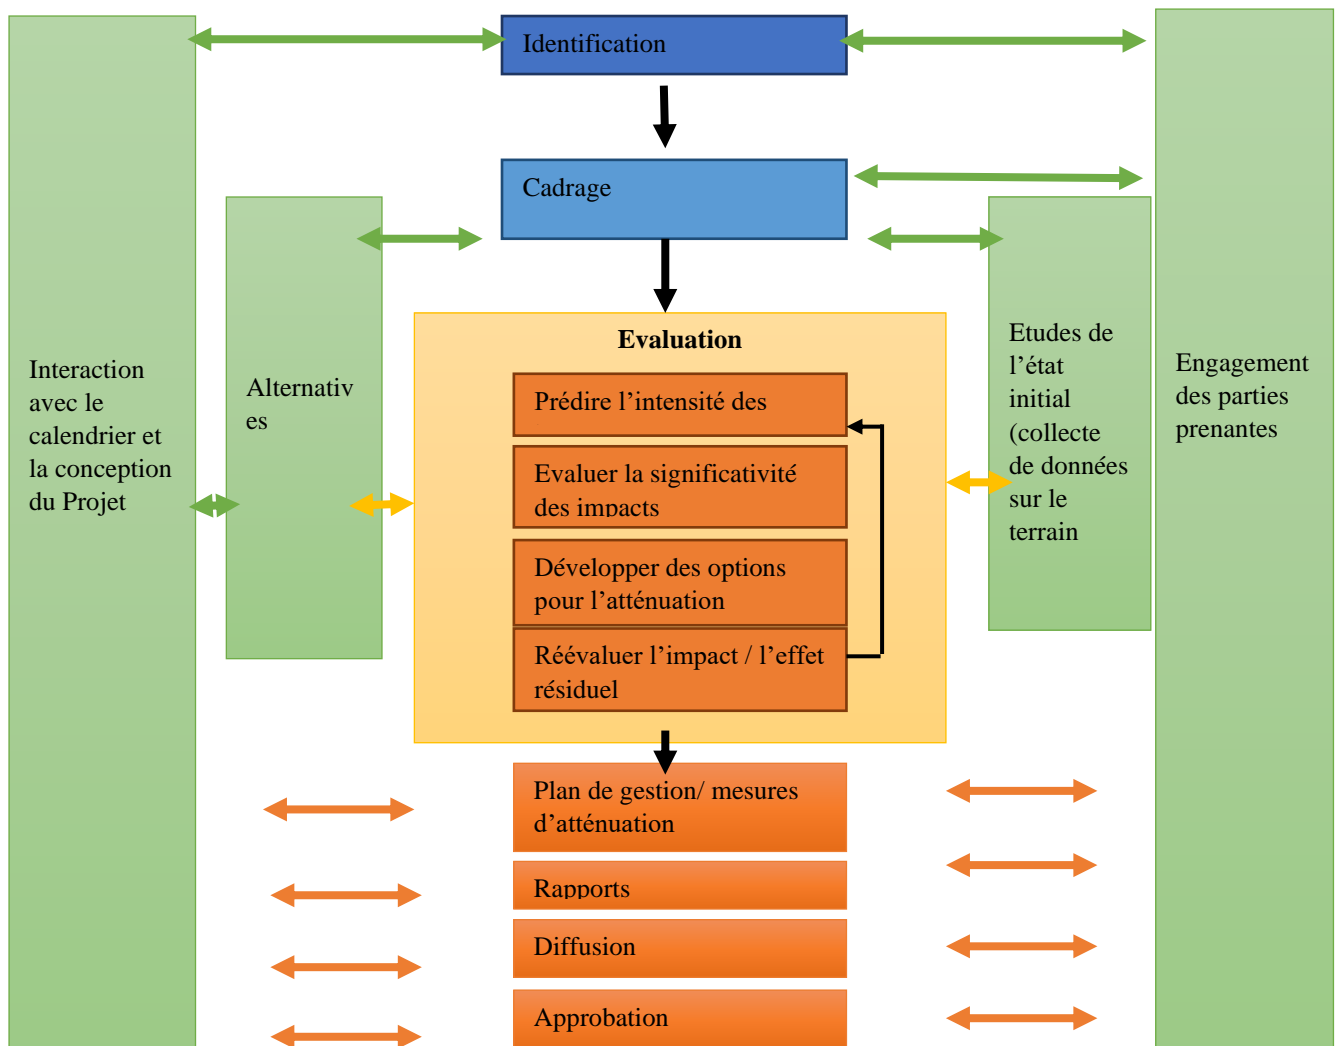 Identification
Cadrage
Interaction
avec le
calendrier et
la conception
du Projet
Alternativ
es
Evaluation
Prédire l’intensité des
Evaluer la significativité
des impacts
Développer des options
pour l’atténuation
Réévaluer l’impact / l’effet
résiduel
Etudes de
l’état
initial
(collecte
de données
sur le
terrain
Engagement
des parties
prenantes
Plan de gestion/ mesures
d’atténuation
Rapports
Diffusion
Approbation